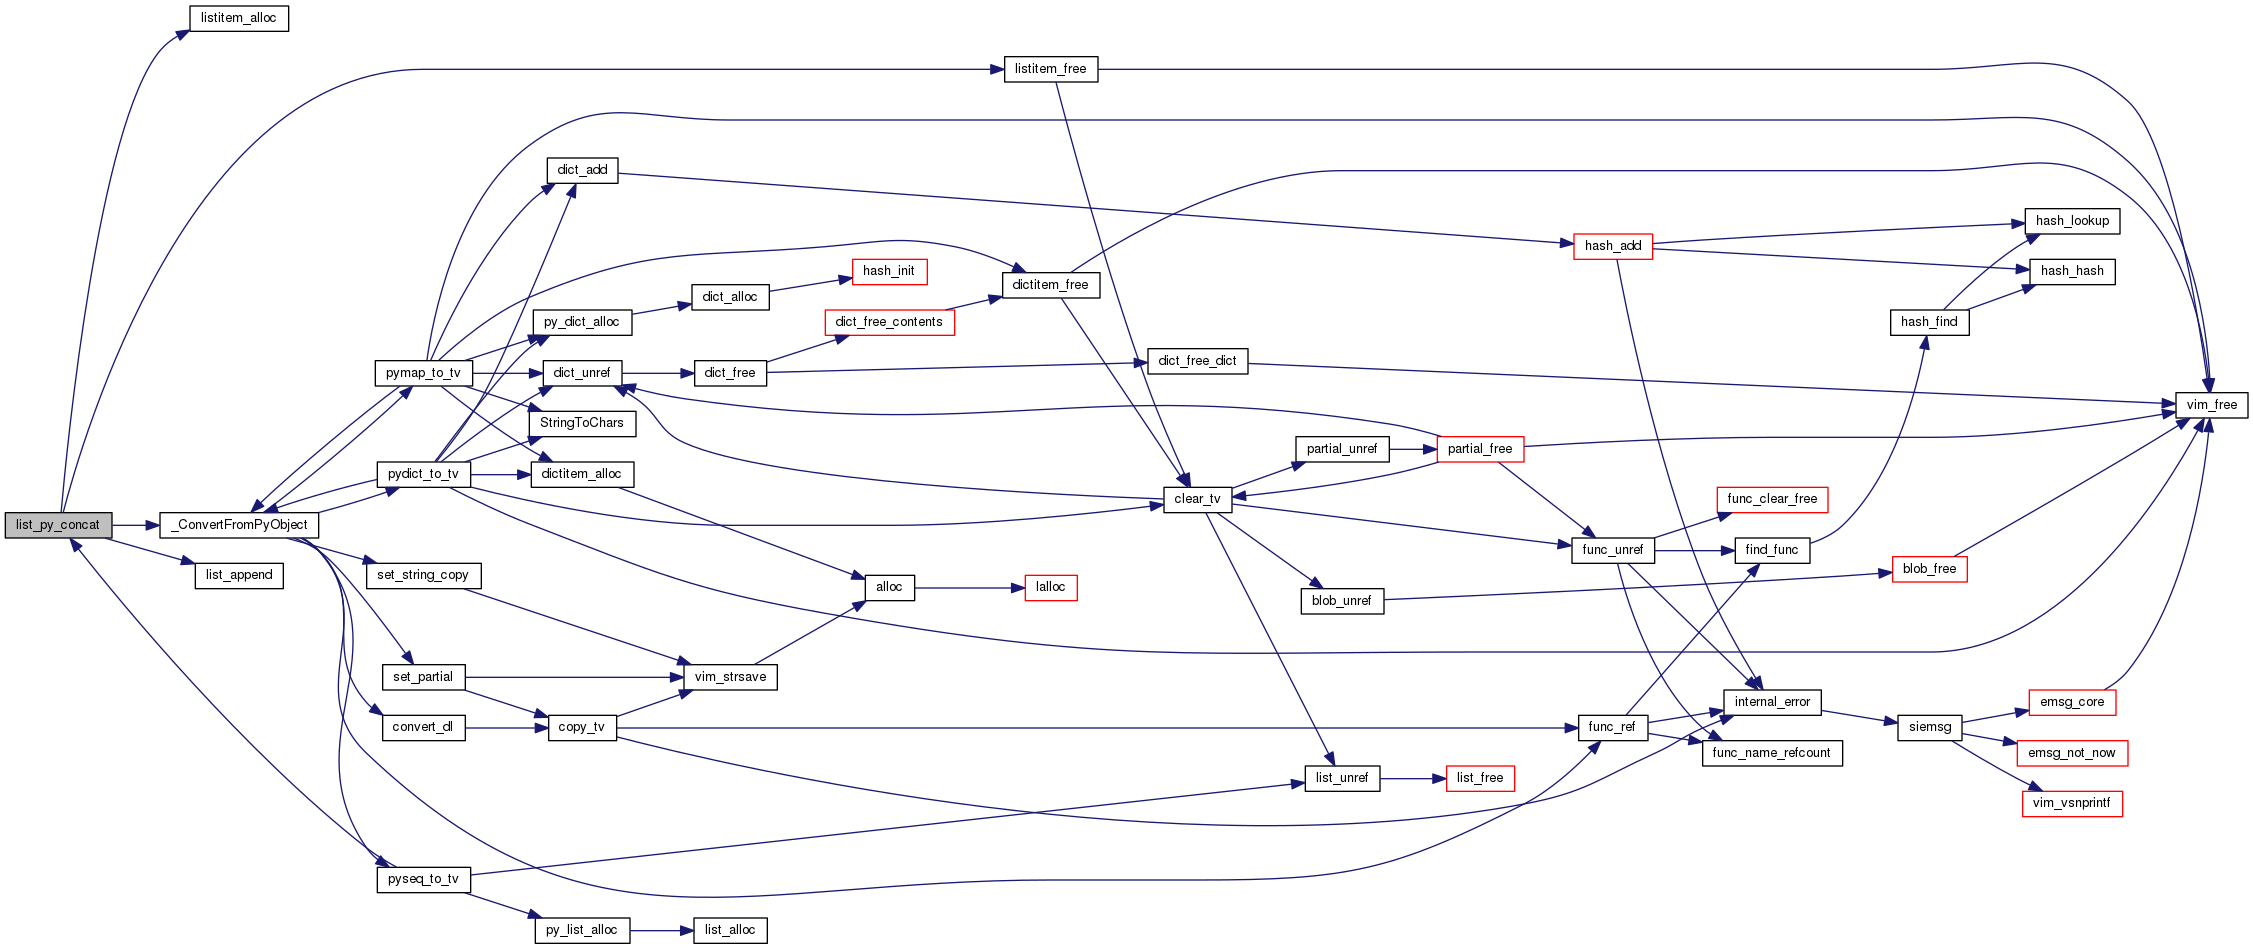 listitem_alloc
listitem_free
dict_add
hash_lookup
hash_add
hash_init
hash_hash
dictitem_free
dict_alloc
py_dict_alloc
dict_free_contents
hash_find
pymap_to_tv
dict_unref
dict_free
dict_free_dict
vim_free
StringToChars
partial_unref
partial_free
pydict_to_tv
dictitem_alloc
clear_tv
func_clear_free
list_py_concat
_ConvertFromPyObject
func_unref
find_func
list_append
set_string_copy
alloc
lalloc
blob_unref
blob_free
set_partial
vim_strsave
internal_error
emsg_core
convert_dl
copy_tv
func_ref
siemsg
func_name_refcount
emsg_not_now
list_unref
list_free
vim_vsnprintf
pyseq_to_tv
py_list_alloc
list_alloc